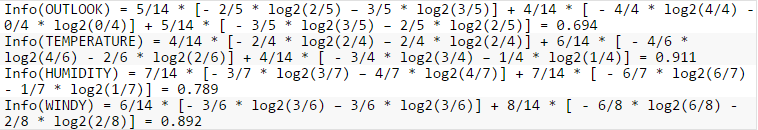 Info(OUTLOOK) = 5/14 * [- 2/5 * log2(2/5) – 3/5 * log2(3/5)] + 4/14 * [ - 4/4 * log2(4/4) -
0/4 * log2(0/4)] + 5/14 * [ - 3/5 * log2(3/5) – 2/5 * log2(2/5)] = 0.694
Info(TEMPERATURE) = 4/14 * [- 2/4 * log2(2/4) – 2/4 * log2(2/4)] + 6/14 * [ - 4/6 *
log2(4/6) - 2/6 * log2(2/6)] + 4/14 * [ - 3/4 * log2(3/4) – 1/4 * log2(1/4)] = 0.911
Info(HUMIDITY) = 7/14 * [- 3/7 * log2(3/7) – 4/7 * log2(4/7)] + 7/14 * [ - 6/7 * log2(6/7)
- 1/7 * log2(1/7)] = 0.789
Info(WINDY) = 6/14 * [- 3/6 * log2(3/6) – 3/6 * log2(3/6)] + 8/14 * [ - 6/8 * log2(6/8) –
2/8 * log2(2/8)] = 0.892